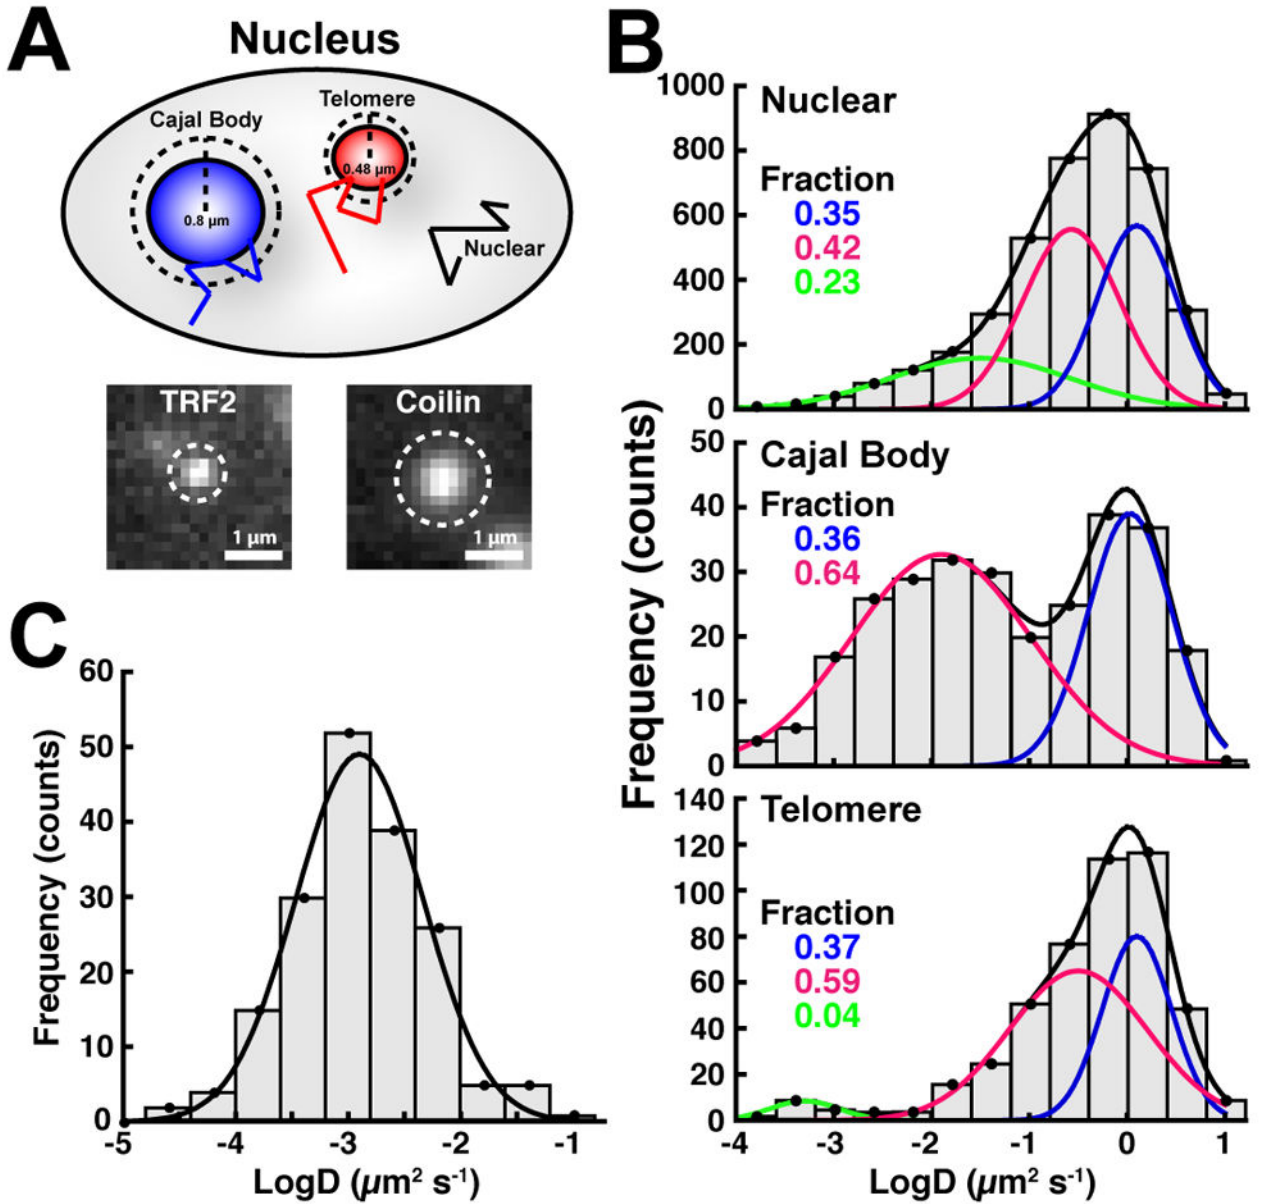 A
Nucleus
Cajal Body
Telomere
0.8 µm
0.48 µm
Nuclear
TRF2
1 µm
Coilin
1 µm
B
Frequency (counts)
1000
800
600
400
200
0
Nuclear
Fraction
0.35
0.42
0.23
50
40
30
20
10
0
Cajal Body
Fraction
0.36
0.64
140
120
100
80
60
40
20
0
Telomere
Fraction
0.37
0.59
0.04
-4 -3 -2 -1 0 1
LogD (µm² s⁻¹)
C
Frequency (counts)
60
50
40
30
20
10
0
-5 -4 -3 -2 -1
LogD (µm² s⁻¹)